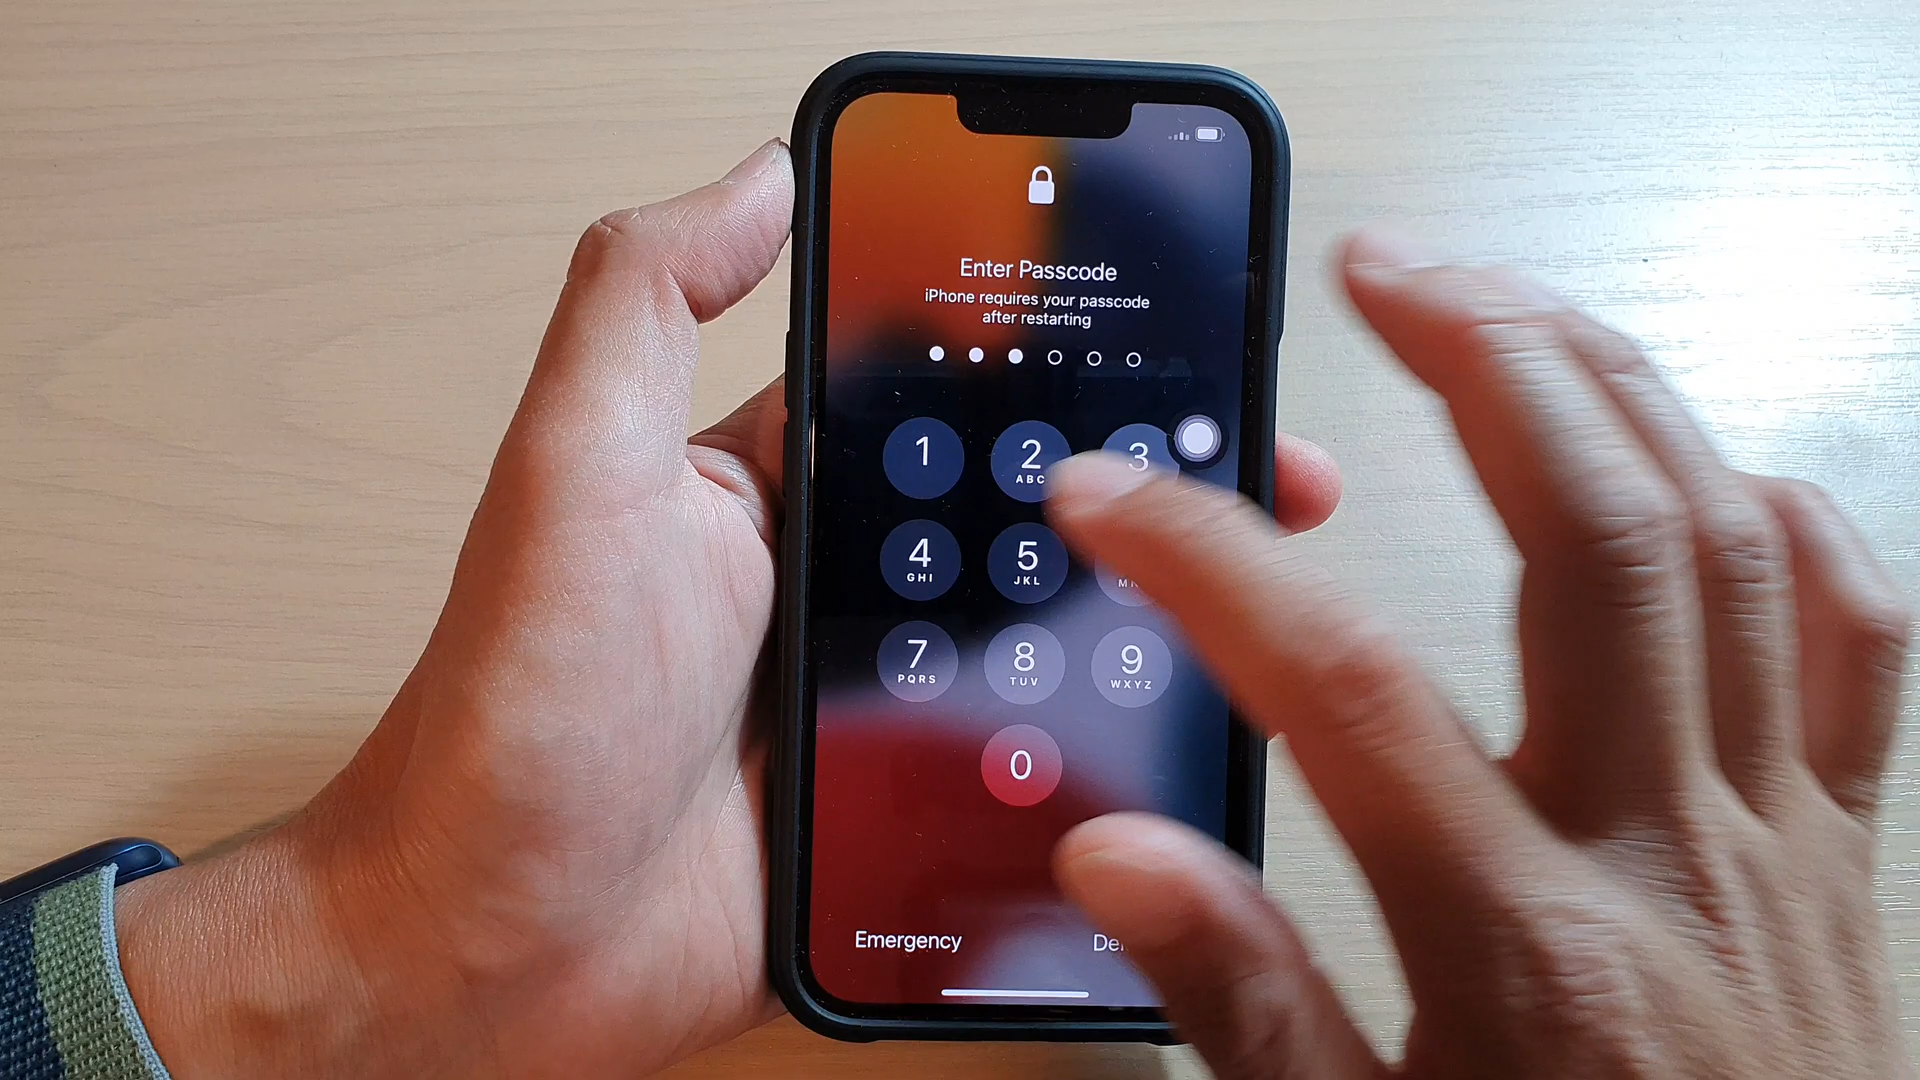 Enter Passcode
iPhone requires your passcode
after restarting
1 2 3
ABC
4 5
GHI JKL
7 8 9
PQRS TUV WXYZ
0
Emergency